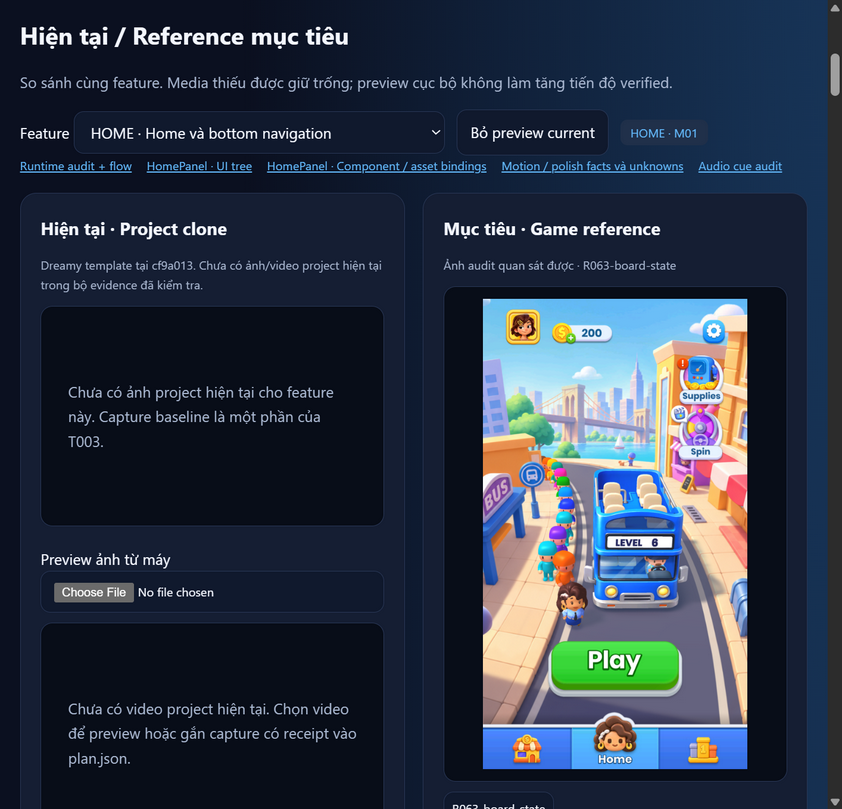 Hiện tại / Reference mục tiêu
So sánh cùng feature. Media thiếu được giữ trống; preview cục bộ không làm tăng tiến độ verified.
Feature
HOME · Home và bottom navigation
Bỏ preview current
HOME · M01
Runtime audit + flow
HomePanel · UI tree
HomePanel · Component / asset bindings
Motion / polish facts và unknowns
Audio cue audit
Hiện tại · Project clone
Dreamy template tại cf9a013. Chưa có ảnh/video project hiện tại
trong bộ evidence đã kiểm tra.
Chưa có ảnh project hiện tại cho feature
này. Capture baseline là một phần của
T003.
Preview ảnh từ máy
Choose File No file chosen
Chưa có video project hiện tại. Chọn video
để preview hoặc gắn capture có receipt vào
plan.json.
Mục tiêu · Game reference
Ảnh audit quan sát được · R063-board-state
200
Supplies
Spin
BUS
LEVEL 6
Play
Home
R063-board-state